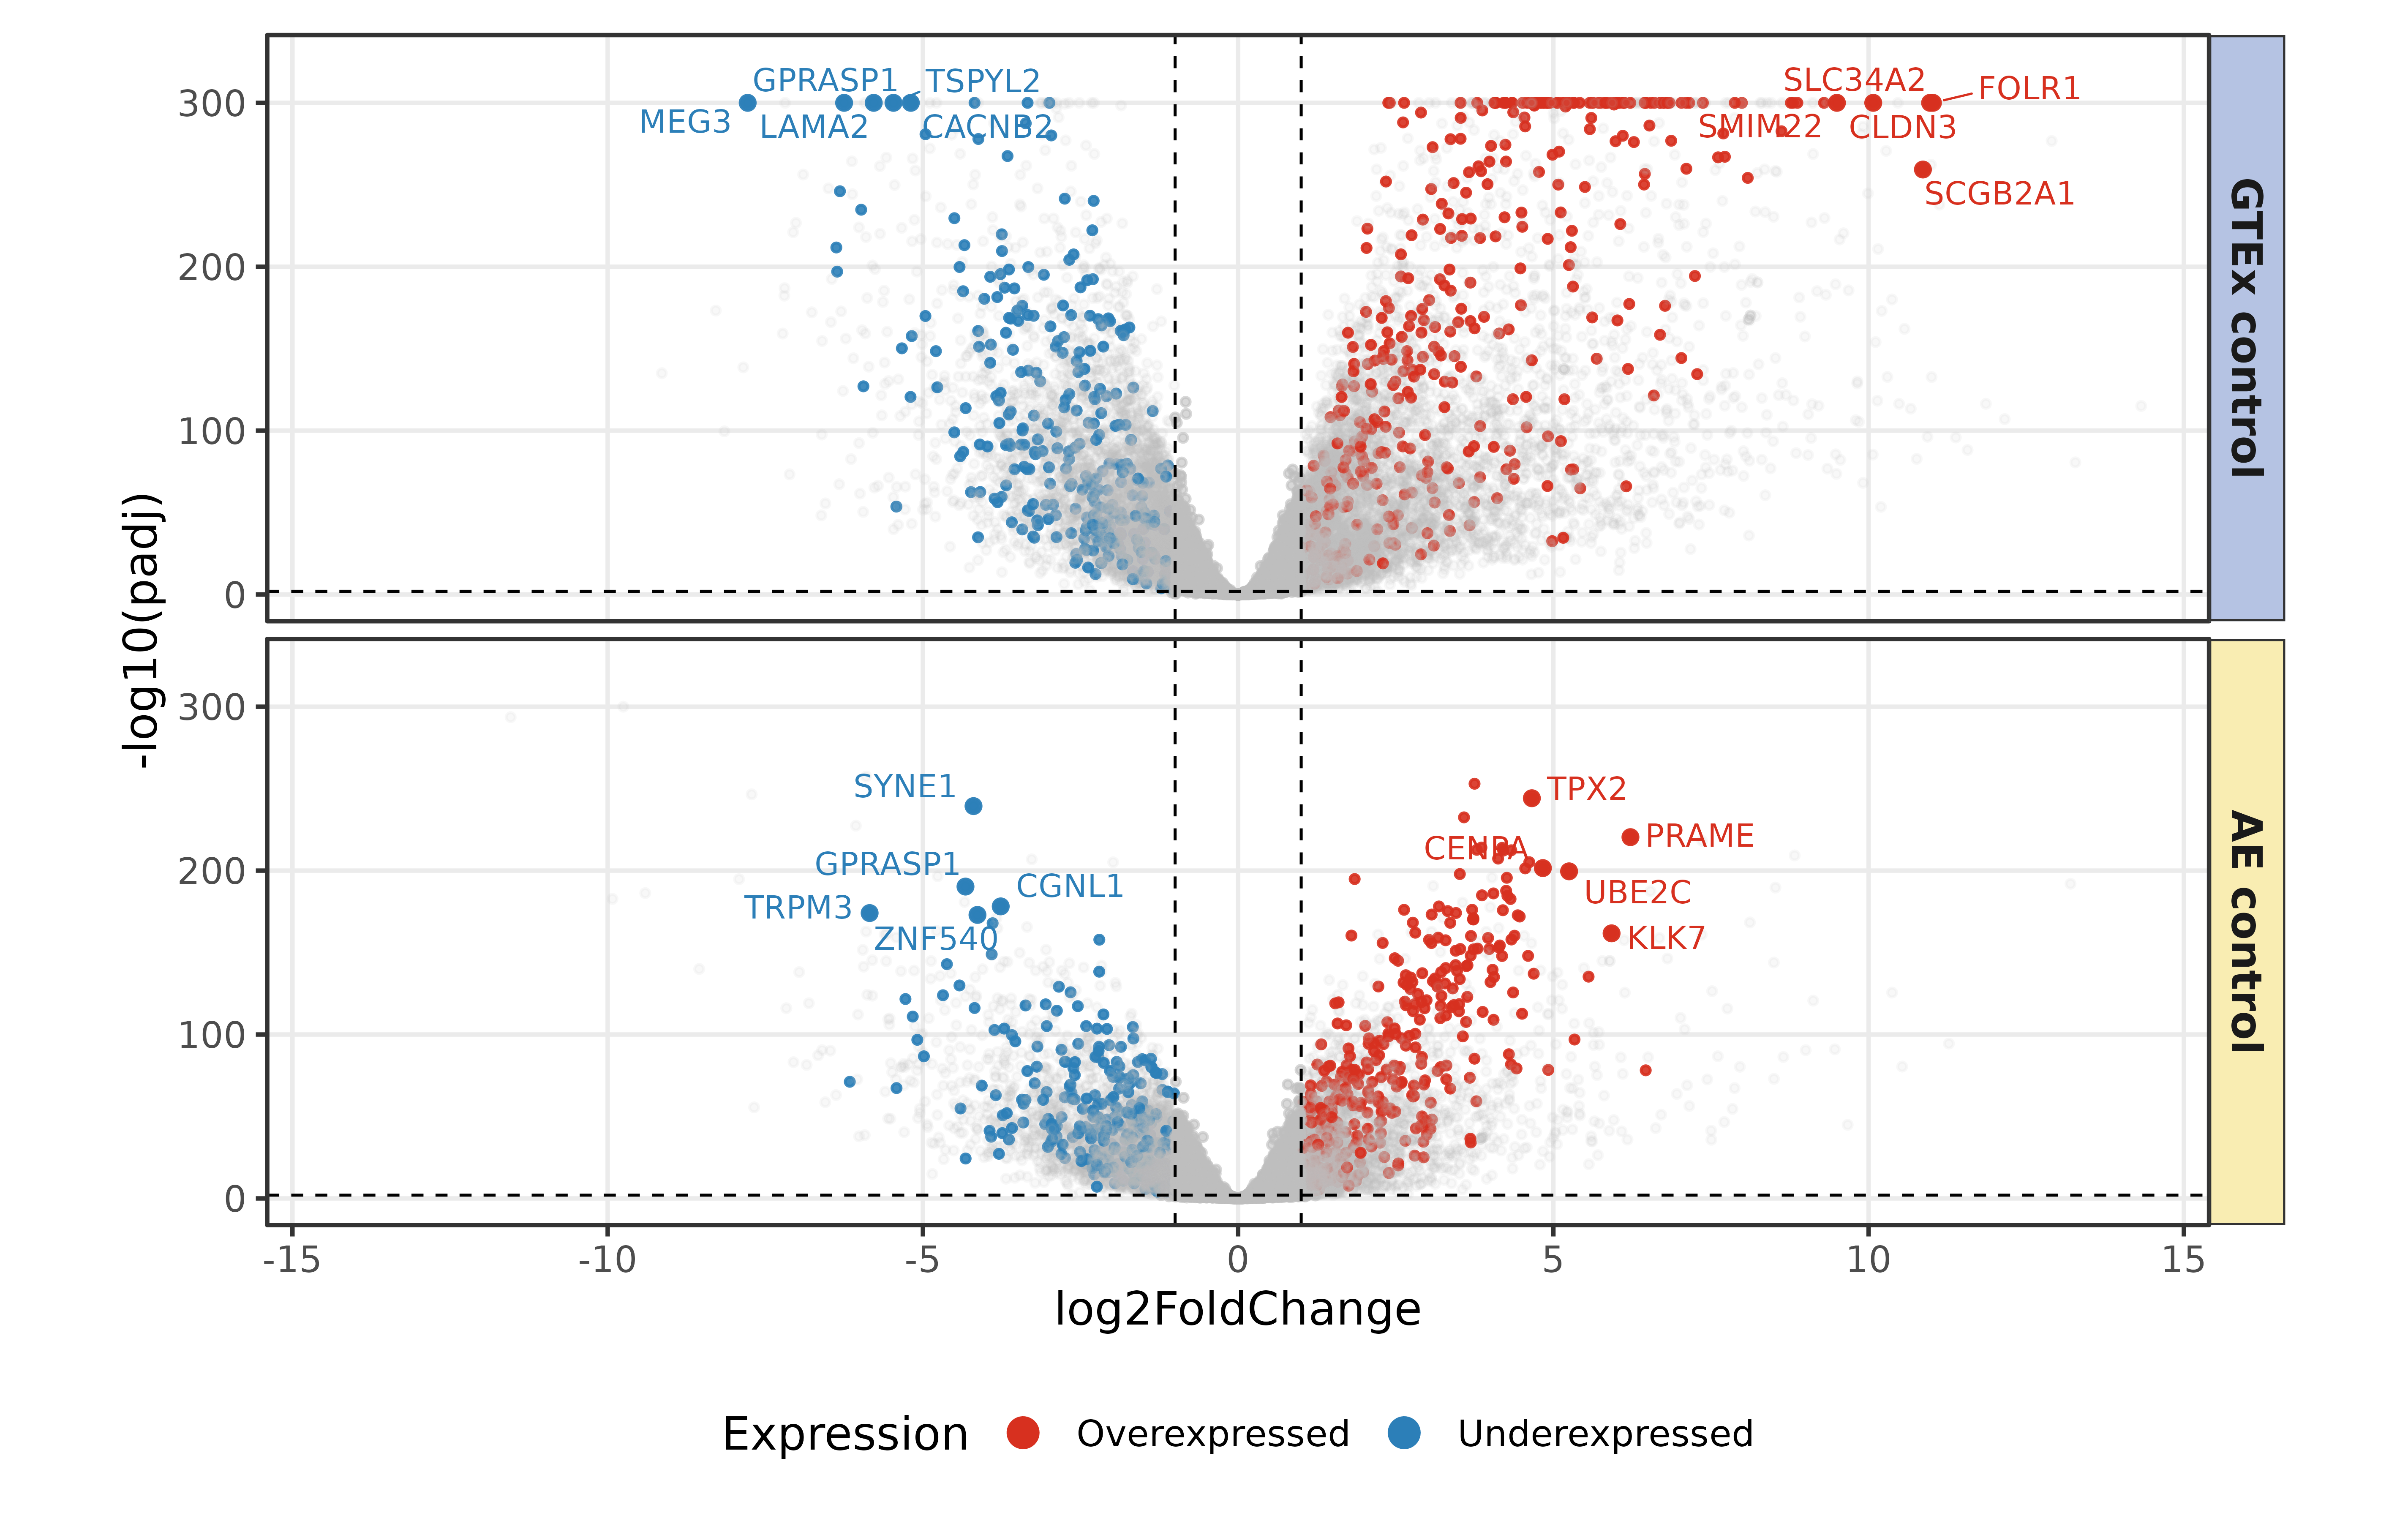 GPRASP1 TSPYL2 SLC34A2 FOLR1
300
MEG3 LAMA2 CACNB2 SMIM22 CLDN3
SCGB2A1
200
100
0
GTEx control
-log10(padj)
300
SYNE1 TPX2
PRAME
CENPA
200
GPRASP1 CGNL1 UBE2C
TRPM3
ZNF540 KLK7
100
0
AE control
-15 -10 -5 0 5 10 15
log2FoldChange
Expression Overexpressed Underexpressed